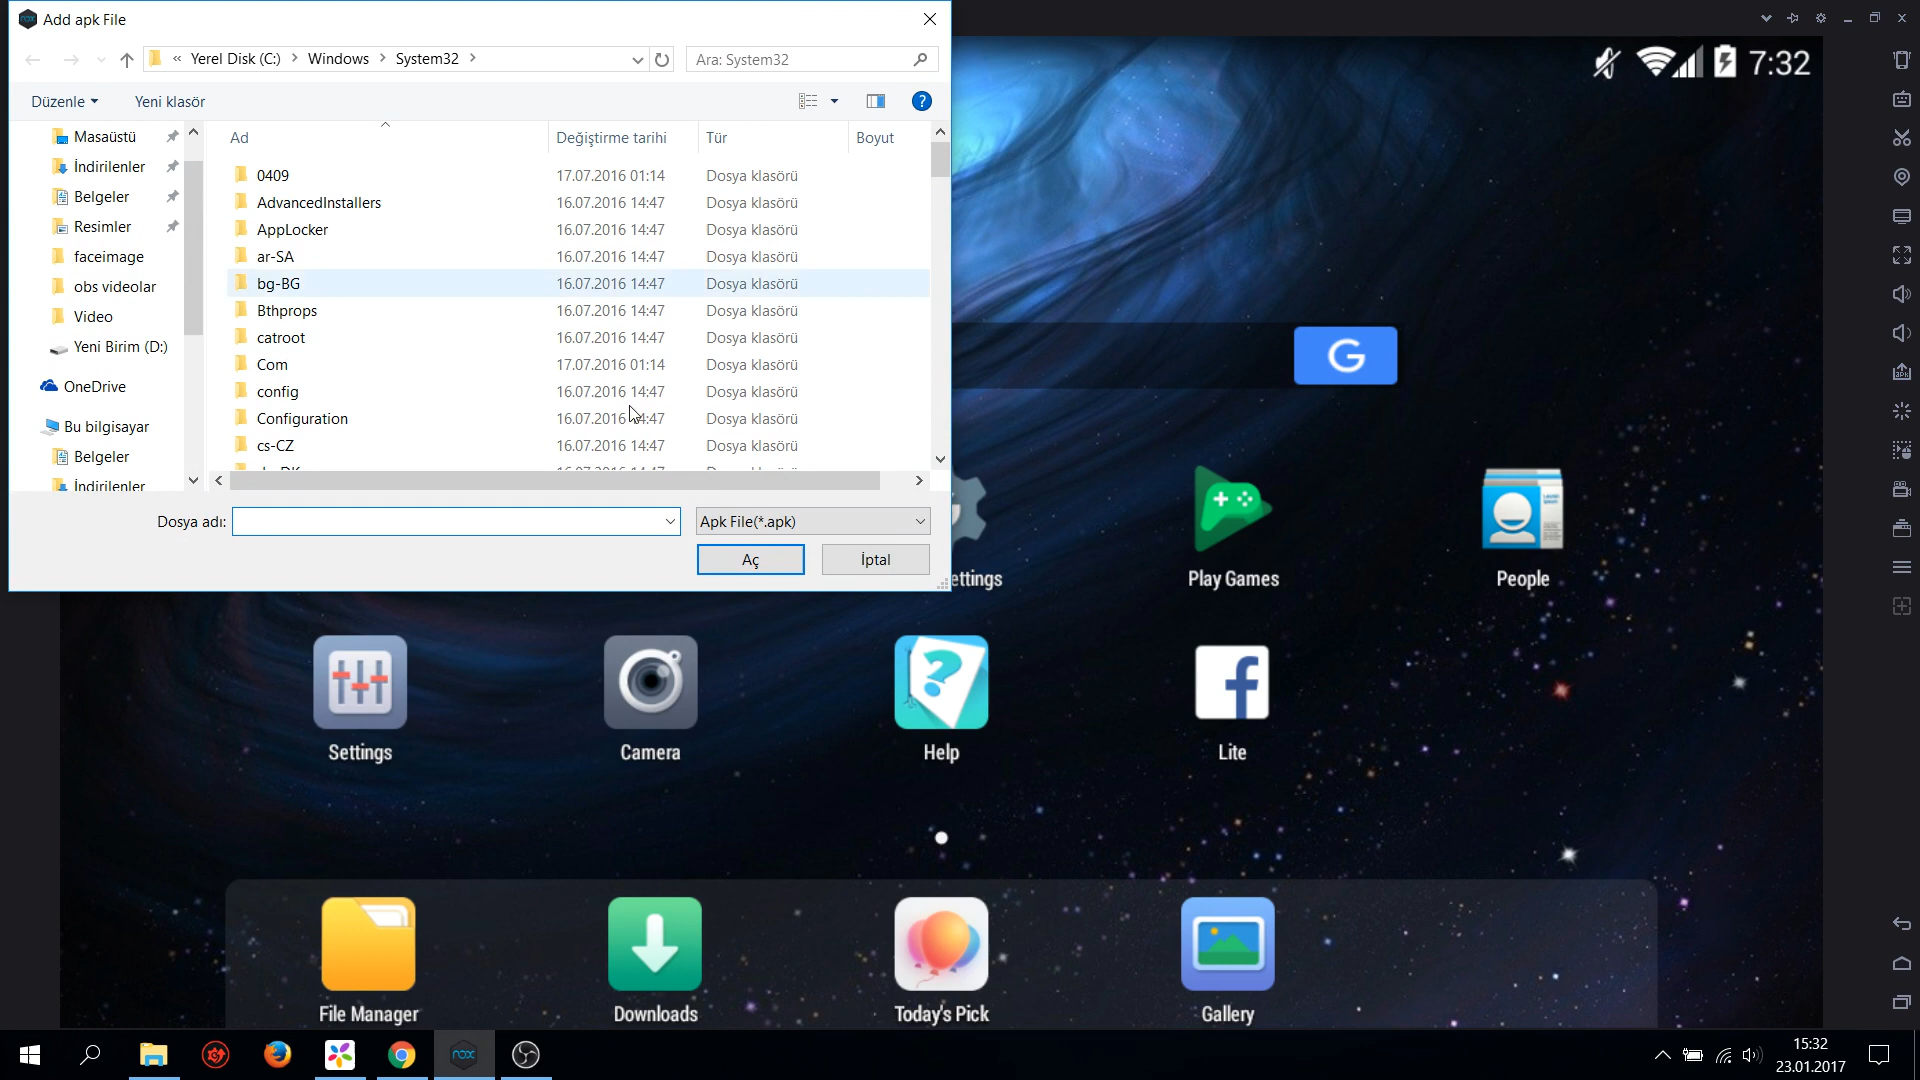 Add apk File
« Yerel Disk (C:) > Windows > System32 >
Ara: System32
Düzenle
Yeni klasör
Ad
Değiştirme tarihi
Tür
Boyut
Masaüstü
İndirilenler
Belgeler
Resimler
faceimage
obs videolar
Video
Yeni Birim (D:)
OneDrive
Bu bilgisayar
Belgeler
İndirilenler
0409 17.07.2016 01:14 Dosya klasörü
AdvancedInstallers 16.07.2016 14:47 Dosya klasörü
AppLocker 16.07.2016 14:47 Dosya klasörü
ar-SA 16.07.2016 14:47 Dosya klasörü
bg-BG 16.07.2016 14:47 Dosya klasörü
Bthprops 16.07.2016 14:47 Dosya klasörü
catroot 16.07.2016 14:47 Dosya klasörü
Com 17.07.2016 01:14 Dosya klasörü
config 16.07.2016 14:47 Dosya klasörü
Configuration 16.07.2016 14:47 Dosya klasörü
cs-CZ 16.07.2016 14:47 Dosya klasörü
Dosya adı:
Apk File(*.apk)
Aç
İptal
7:32
G
ettings
Play Games
People
Settings
Camera
Help
Lite
File Manager
Downloads
Today's Pick
Gallery
nox
15:32
23.01.2017